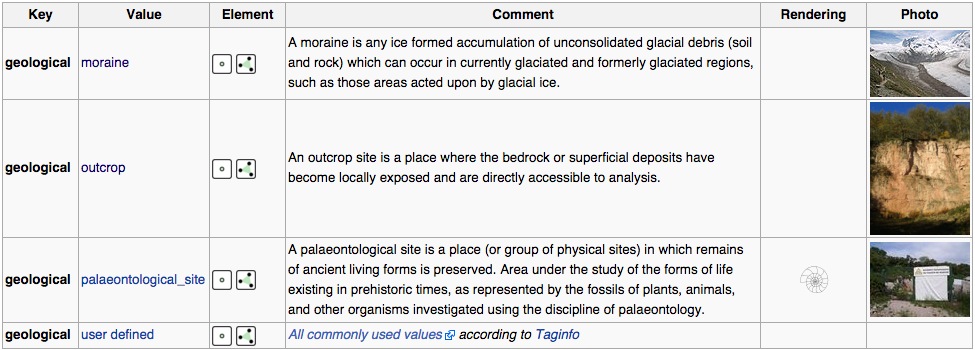 Key Value Element Comment Rendering Photo
geological moraine A moraine is any ice formed accumulation of unconsolidated glacial debris (soil
and rock) which can occur in currently glaciated and formerly glaciated regions,
such as those areas acted upon by glacial ice.
geological outcrop An outcrop site is a place where the bedrock or superficial deposits have
become locally exposed and are directly accessible to analysis.
geological palaeontological_site A palaeontological site is a place (or group of physical sites) in which remains
of ancient living forms is preserved. Area under the study of the forms of life
existing in prehistoric times, as represented by the fossils of plants, animals,
and other organisms investigated using the discipline of palaeontology.
geological user defined All commonly used values according to Taginfo